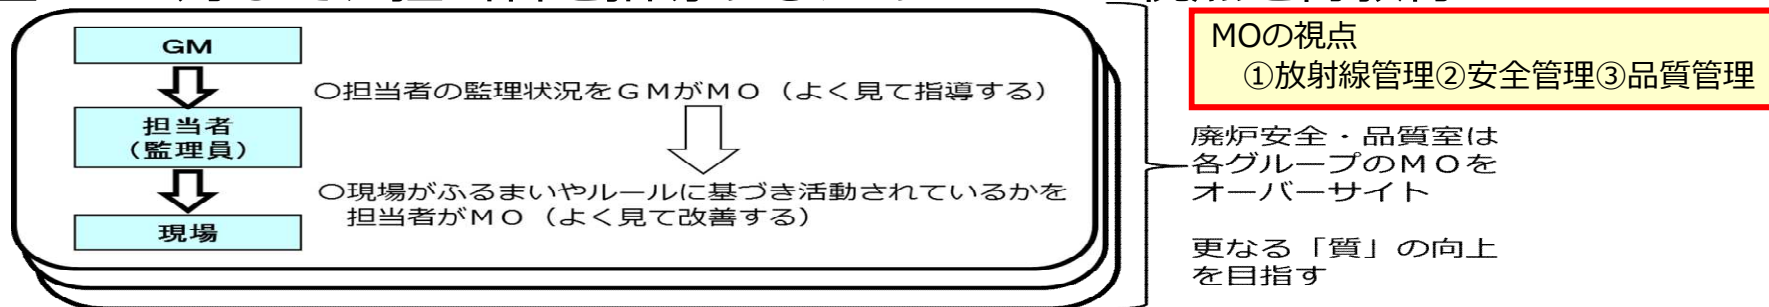 GM
○担当者の監理状況をGMがMO（よく見て指導する）
担当者
（監理員）
○現場がふるまいやルールに基づき活動されているかを
担当者がMO（よく見て改善する）
現場
MOの視点
①放射線管理②安全管理③品質管理
廃炉安全・品質室は
各グループのMOを
オーバーサイト
更なる「質」の向上
を目指す